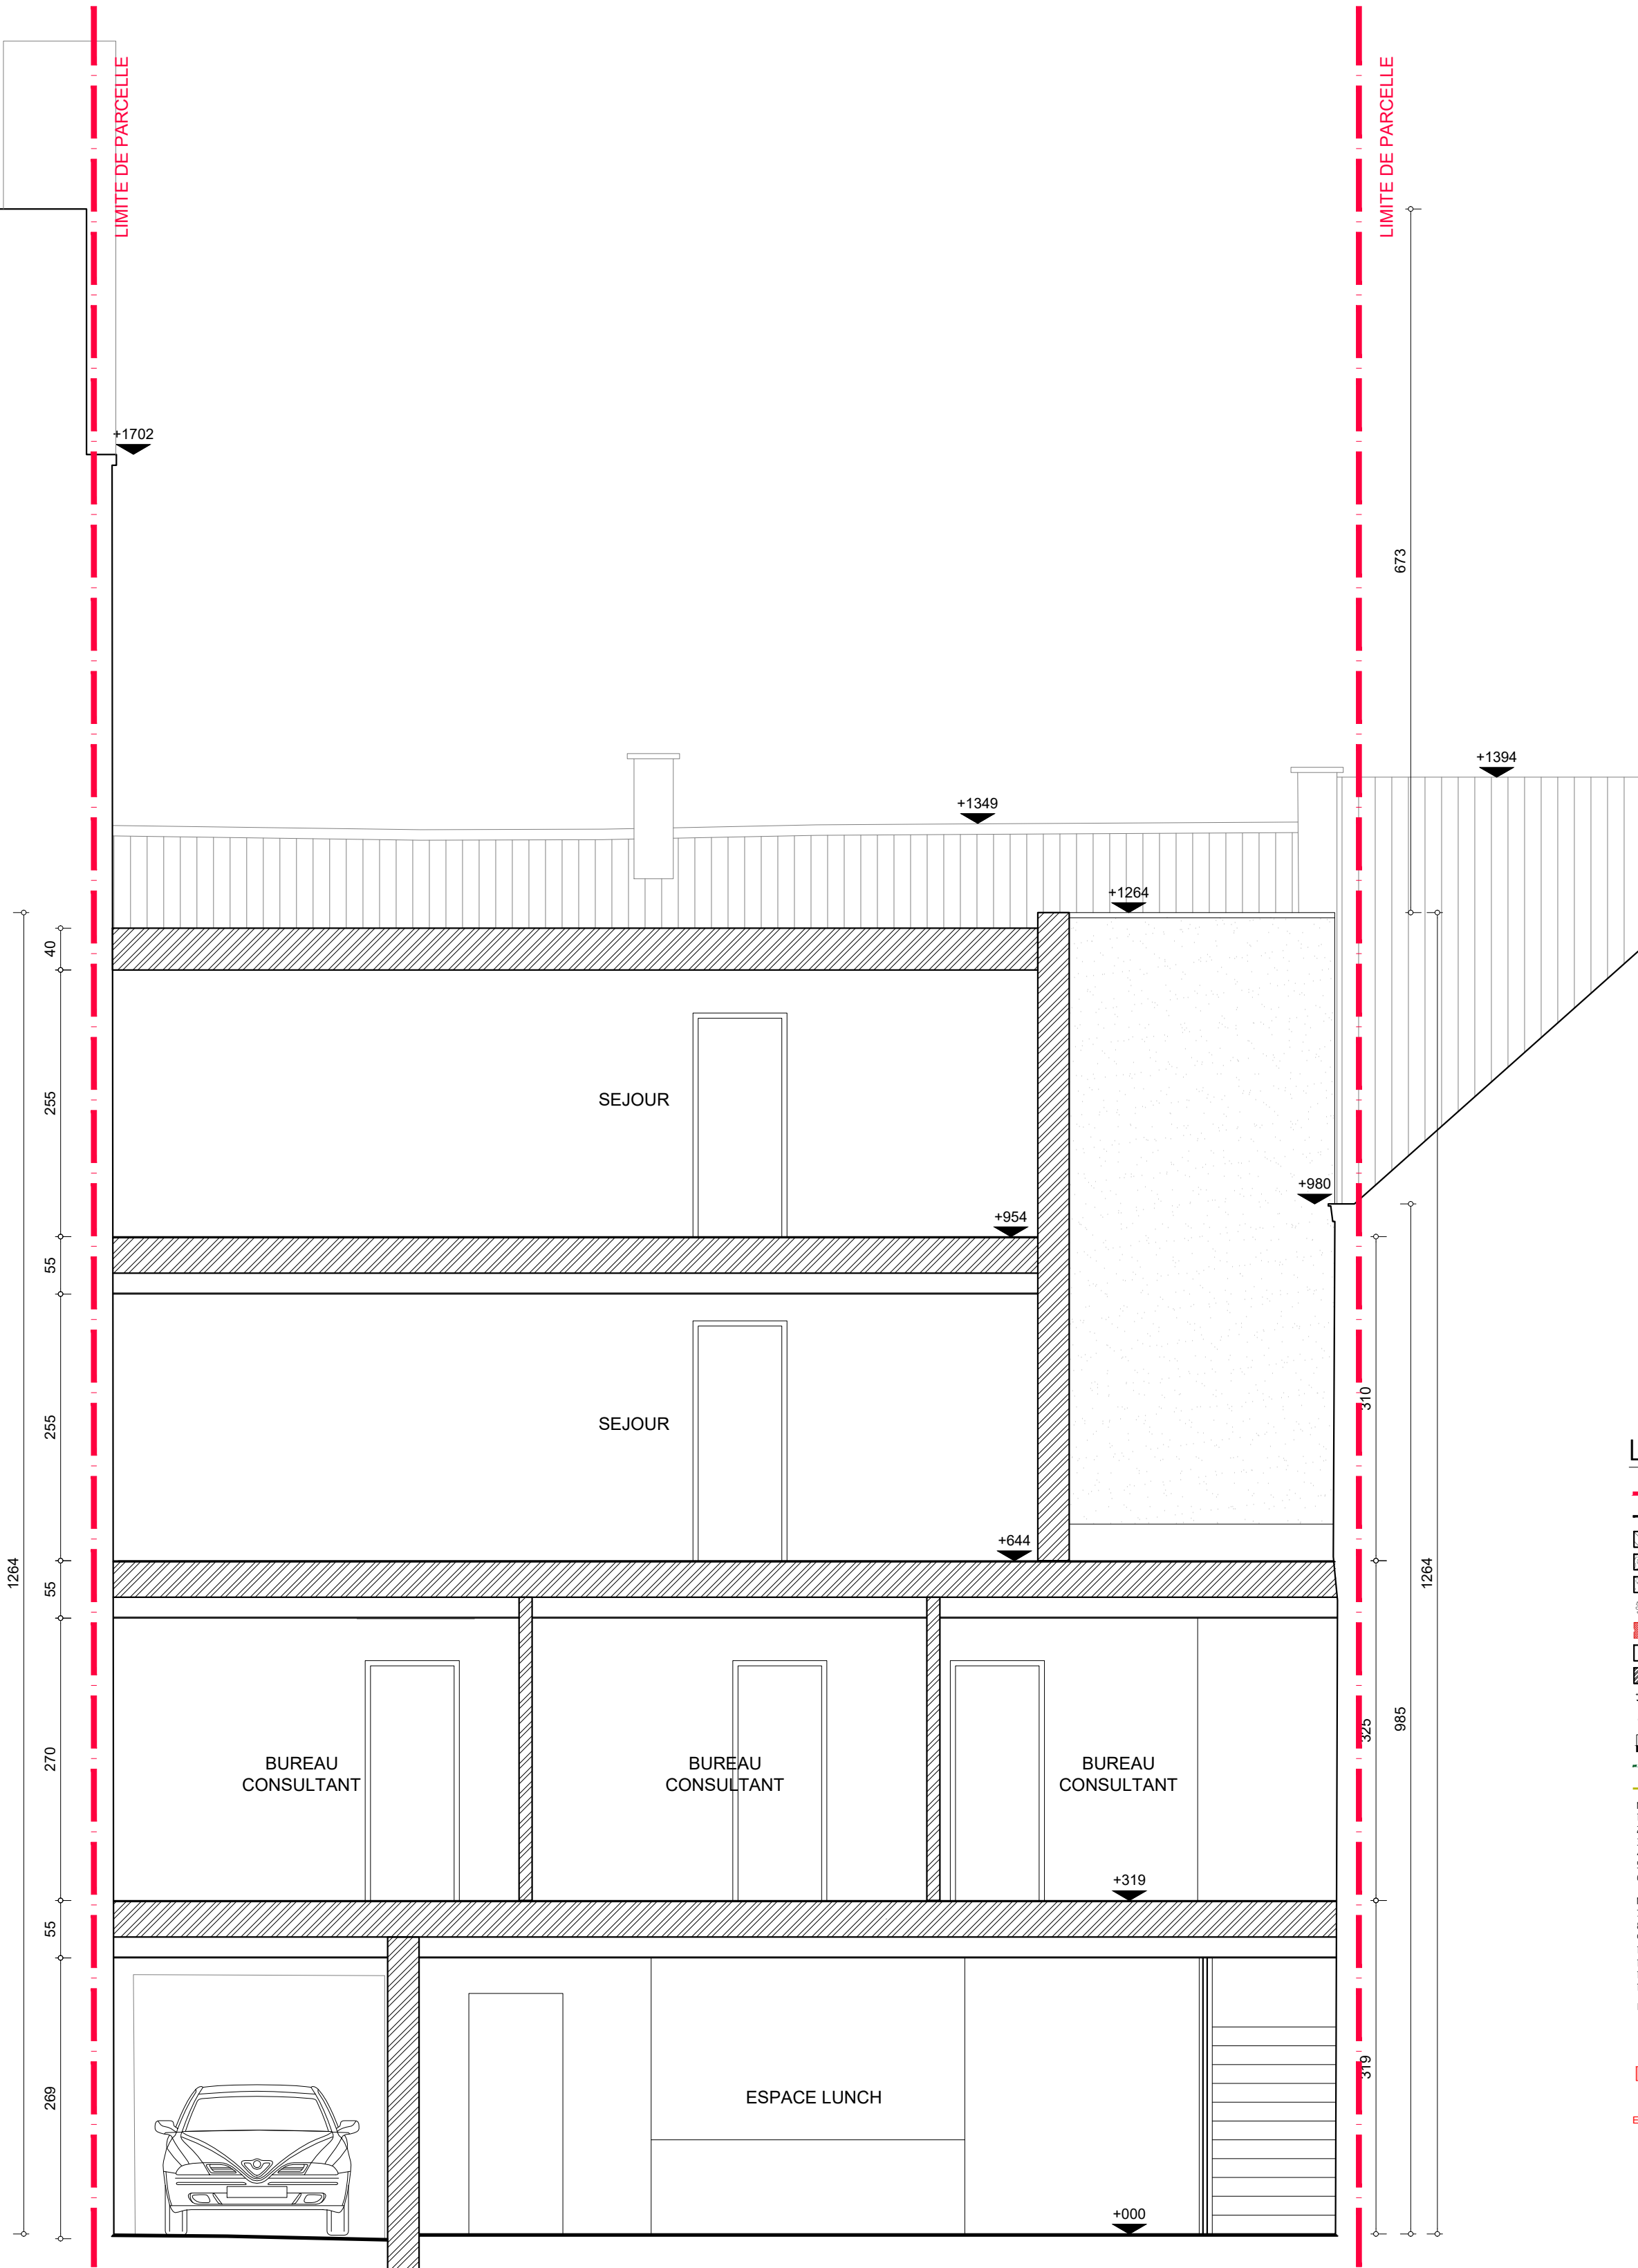 LIMITE DE PARCELLE
LIMITE DE PARCELLE
+1702
673
+1394
+1349
+1264
40
255
SEJOUR
+980
+954
55
255
SEJOUR
310
+644
1264
55
1264
270
BUREAU
CONSULTANT
BUREAU
CONSULTANT
BUREAU
CONSULTANT
325
985
+319
55
269
ESPACE LUNCH
319
+000